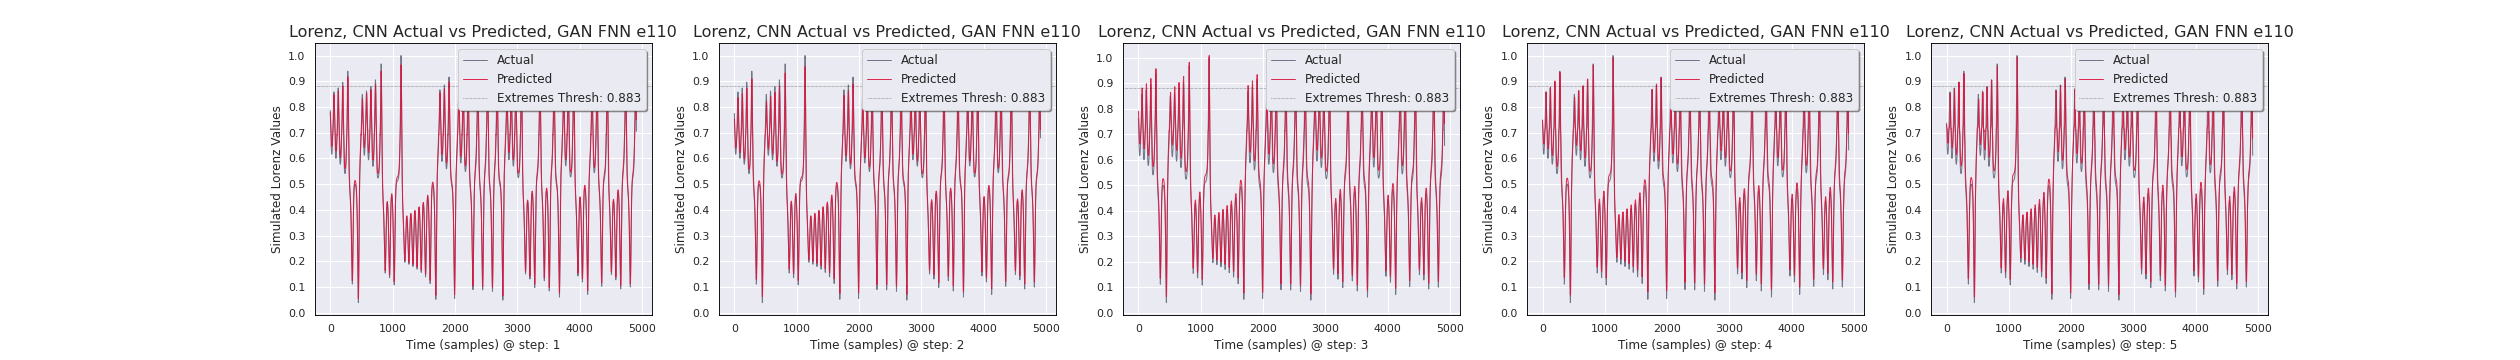 Lorenz, CNN Actual vs Predicted, GAN FNN e110
Simulated Lorenz Values
1.0
0.9
0.8
0.7
0.6
0.5
0.4
0.3
0.2
0.1
0.0
Actual
Predicted
Extremes Thresh: 0.883
0 1000 2000 3000 4000 5000
Time (samples) @ step: 1
Lorenz, CNN Actual vs Predicted, GAN FNN e110
Simulated Lorenz Values
1.0
0.9
0.8
0.7
0.6
0.5
0.4
0.3
0.2
0.1
0.0
Actual
Predicted
Extremes Thresh: 0.883
0 1000 2000 3000 4000 5000
Time (samples) @ step: 2
Lorenz, CNN Actual vs Predicted, GAN FNN e110
Simulated Lorenz Values
1.0
0.9
0.8
0.7
0.6
0.5
0.4
0.3
0.2
0.1
0.0
Actual
Predicted
Extremes Thresh: 0.883
0 1000 2000 3000 4000 5000
Time (samples) @ step: 3
Lorenz, CNN Actual vs Predicted, GAN FNN e110
Simulated Lorenz Values
1.0
0.9
0.8
0.7
0.6
0.5
0.4
0.3
0.2
0.1
0.0
Actual
Predicted
Extremes Thresh: 0.883
0 1000 2000 3000 4000 5000
Time (samples) @ step: 4
Lorenz, CNN Actual vs Predicted, GAN FNN e110
Simulated Lorenz Values
1.0
0.9
0.8
0.7
0.6
0.5
0.4
0.3
0.2
0.1
0.0
Actual
Predicted
Extremes Thresh: 0.883
0 1000 2000 3000 4000 5000
Time (samples) @ step: 5